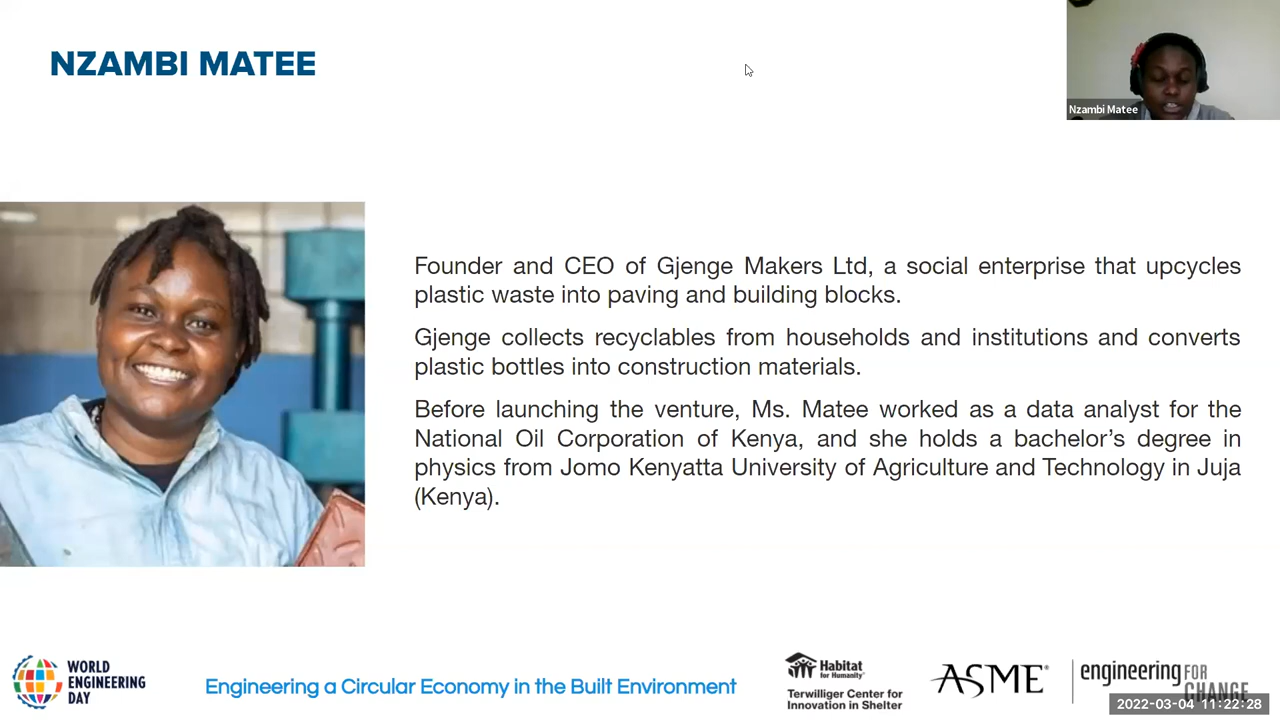 NZAMBI MATEE
Nzambi Matee
Founder and CEO of Gjenge Makers Ltd, a social enterprise that upcycles
plastic waste into paving and building blocks.
Gjenge collects recyclables from households and institutions and converts
plastic bottles into construction materials.
Before launching the venture, Ms. Matee worked as a data analyst for the
National Oil Corporation of Kenya, and she holds a bachelor’s degree in
physics from Jomo Kenyatta University of Agriculture and Technology in Juja
(Kenya).
WORLD
ENGINEERING
DAY
Engineering a Circular Economy in the Built Environment
Habitat
for Humanity®
Terwilliger Center for
Innovation in Shelter
ASME®
engineering FOR
CHANGE
2022-03-04 11:22:28